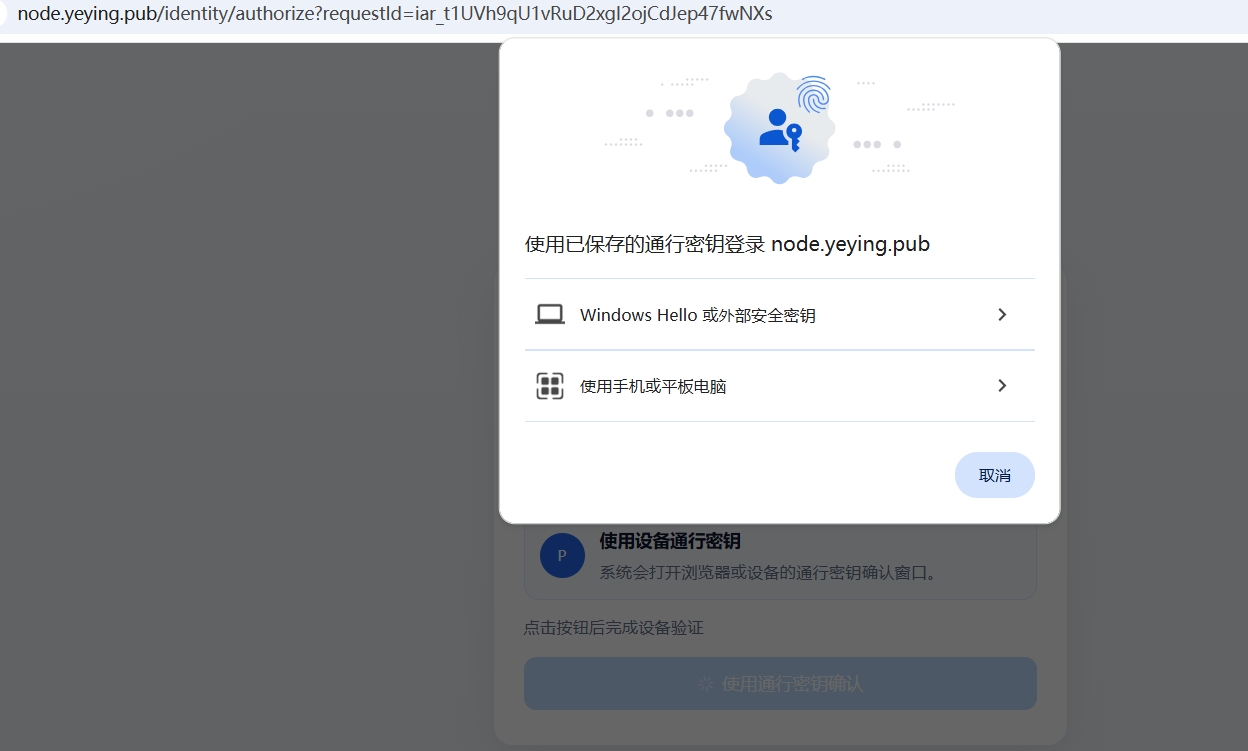 node.yeying.pub/identity/authorize?requestId=iar_t1UVh9qU1vRuD2xgI2ojCdJep47fwNXs
使用已保存的通行密钥登录 node.yeying.pub
Windows Hello 或外部安全密钥
使用手机或平板电脑
取消
使用设备通行密钥
P
系统会打开浏览器或设备的通行密钥确认窗口。
点击按钮后完成设备验证
使用通行密钥确认